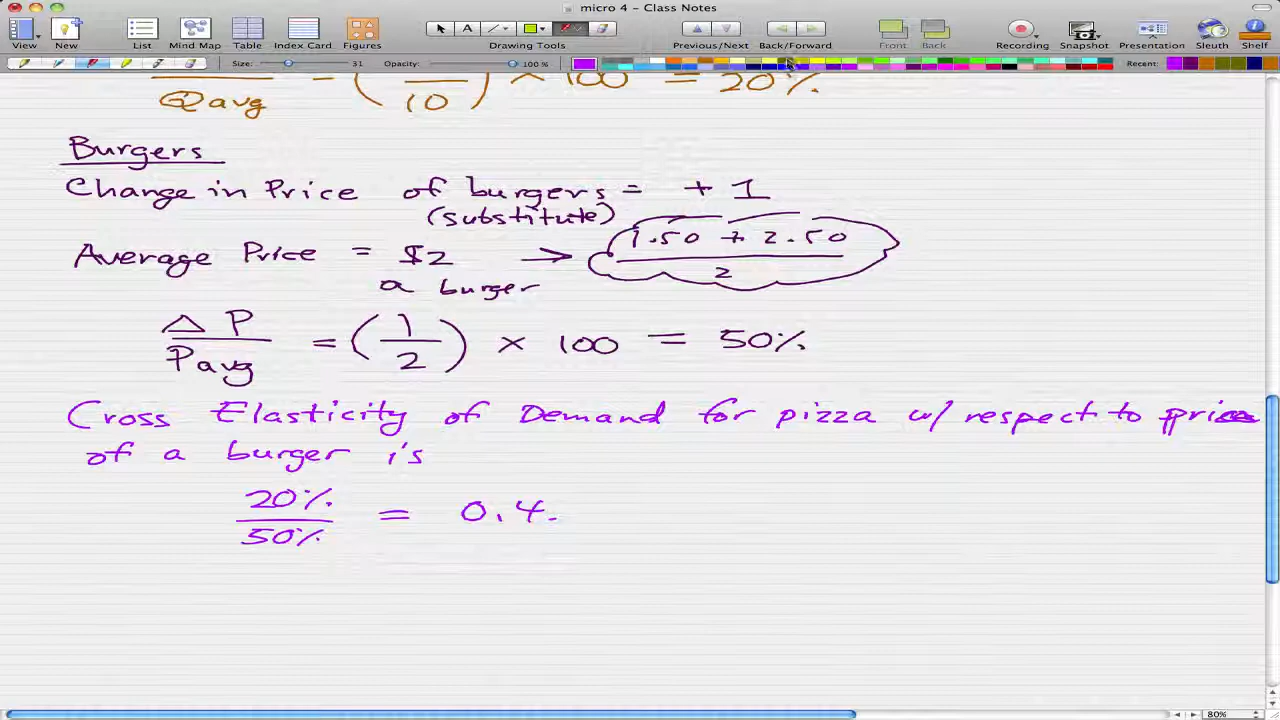 micro 4 – Class Notes
View New List Mind Map Table Index Card Figures Drawing Tools Previous/Next Back/Forward Front Back Recording Snapshot Presentation Sleuth Shelf
Size: 31 Opacity: 100 % Recent:
Q avg = ( 10 ) × 100 = 20%
Burgers
Change in Price of burgers = + 1
(substitute)
Average Price = $2 → 1.50 + 2.50
2
a burger
△ P
P avg = ( 1 / 2 ) × 100 = 50%
Cross Elasticity of Demand for pizza w/ respect to price
of a burger is
20%
50% = 0.4.
80%